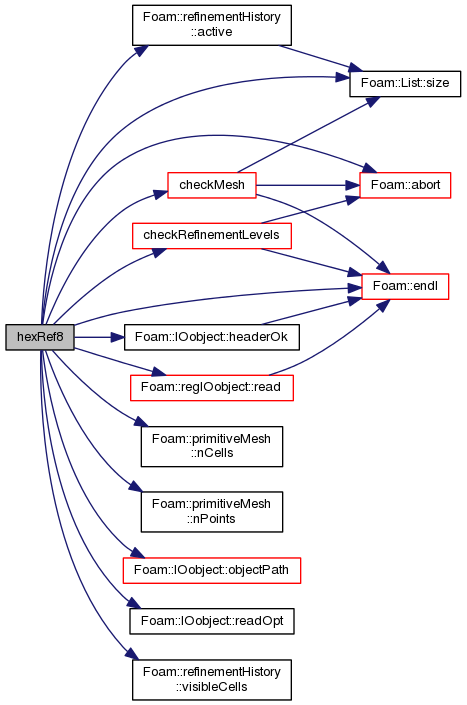 Foam::refinementHistory
::active
Foam::List::size
Foam::abort
checkMesh
checkRefinementLevels
Foam::endl
hexRef8
Foam::IOobject::headerOk
Foam::regIOobject::read
Foam::primitiveMesh
::nCells
Foam::primitiveMesh
::nPoints
Foam::IOobject::objectPath
Foam::IOobject::readOpt
Foam::refinementHistory
::visibleCells